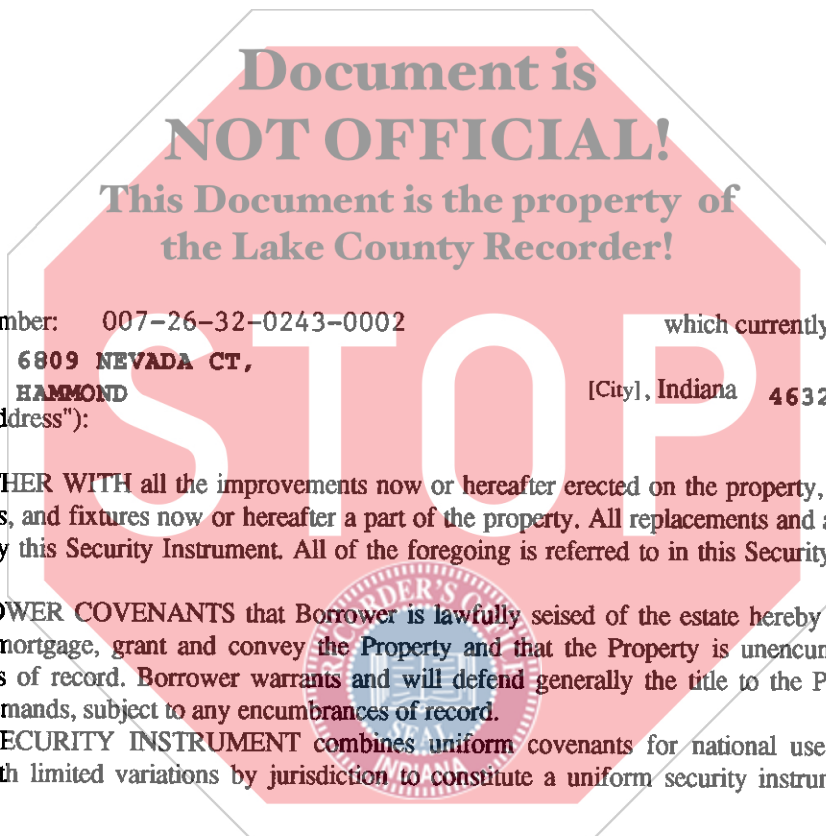 Document is
NOT OFFICIAL!
This Document is the property of
the Lake County Recorder!
mber: 007-26-32-0243-0002 which currently
6809 NEVADA CT,
HAMMOND [City], Indiana 4632
ddress"):
STOP
HER WITH all the improvements now or hereafter erected on the property,
s, and fixtures now or hereafter a part of the property. All replacements and a
y this Security Instrument. All of the foregoing is referred to in this Security
OWER COVENANTS that Borrower is lawfully seised of the estate hereby
mortgage, grant and convey the Property and that the Property is unencum
s of record. Borrower warrants and will defend generally the title to the P
mands, subject to any encumbrances of record.
ECURITY INSTRUMENT combines uniform covenants for national use
th limited variations by jurisdiction to constitute a uniform security instrum
RECORDER'S OFFICE
SEAL
INDIANA